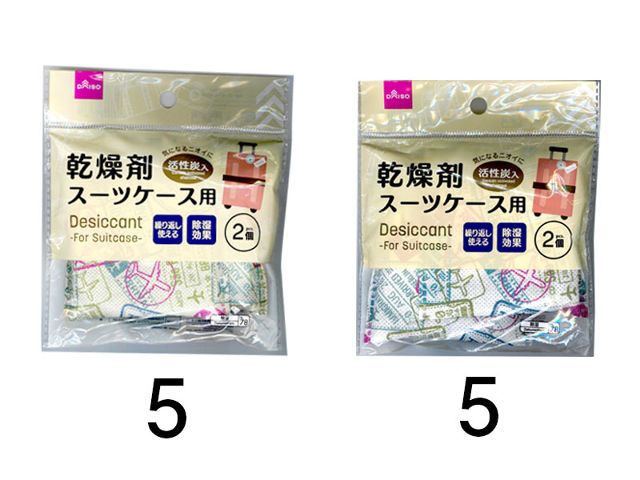 DAISO
気になるニオイに
活性炭入
乾燥剤
スーツケース用
Desiccant
-For Suitcase-
繰り返し
使える
除湿
効果
2個
5
DAISO
気になるニオイに
活性炭入
乾燥剤
スーツケース用
Desiccant
-For Suitcase-
繰り返し
使える
除湿
効果
2個
5